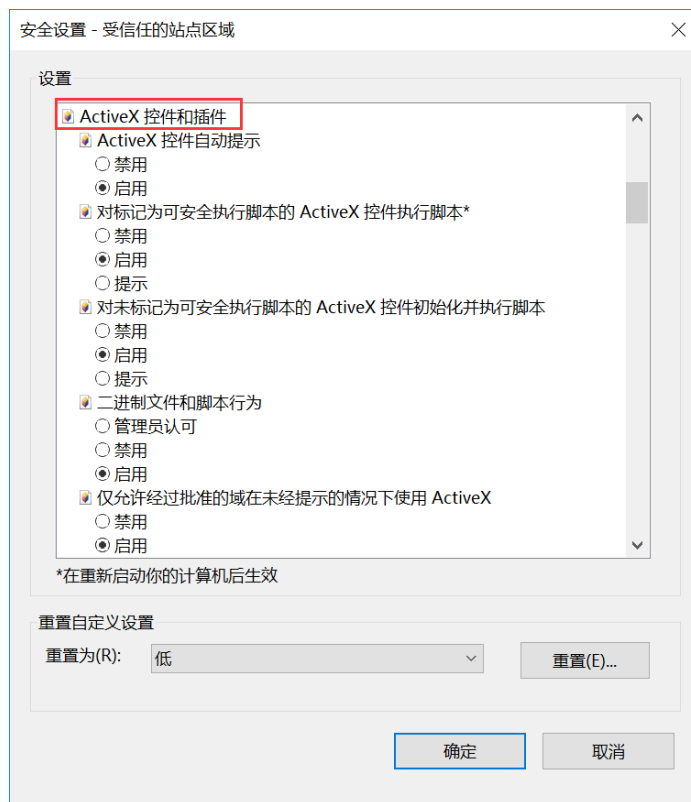 安全设置 - 受信任的站点区域
设置
ActiveX 控件和插件
ActiveX 控件自动提示
禁用
启用
对标记为可安全执行脚本的 ActiveX 控件执行脚本*
禁用
启用
提示
对未标记为可安全执行脚本的 ActiveX 控件初始化并执行脚本
禁用
启用
提示
二进制文件和脚本行为
管理员认可
禁用
启用
仅允许经过批准的域在未经提示的情况下使用 ActiveX
禁用
启用
*在重新启动你的计算机后生效
重置自定义设置
重置为(R): 低 重置(E)...
确定 取消